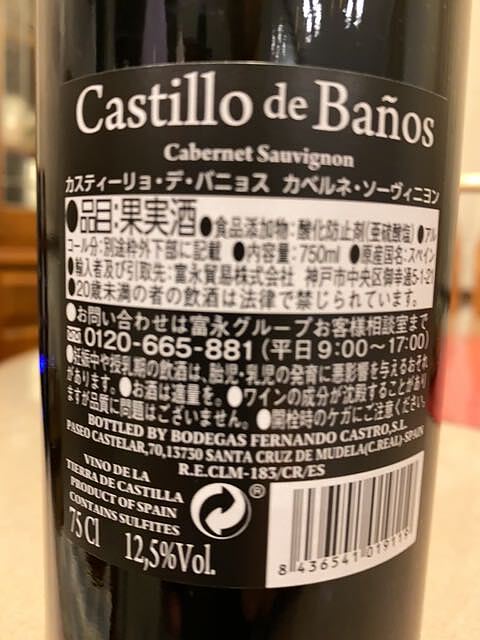 Castillo de Baños
Cabernet Sauvignon
カスティーリョ・デ・バニョス カベルネ・ソーヴィニヨン
●品目:果実酒 ●食品添加物:酸化防止剤(亜硫酸塩) ●アル
コール分:別途枠外下部に記載 ●内容量:750ml ●原産国名:スペイン
●輸入者及び引取先:富永貿易株式会社 神戸市中央区御幸通5-1-21
●20歳未満の者の飲酒は法律で禁じられています。
●お問い合わせは富永グループお客様相談室まで
0120-665-881(平日9:00〜17:00)
●妊娠中や授乳期の飲酒は、胎児・乳児の発育に悪影響を与えるおそれ
があります。●お酒は適量を。●ワインの成分が沈殿することがあり
ますが品質に問題はございません。●開栓時のケガにご注意ください。
BOTTLED BY BODEGAS FERNANDO CASTRO,S.L.
PASEO CASTELAR,70,13730 SANTA CRUZ DE MUDELA(C.REAL)-SPAIN
R.E.CLM-183/CR/ES
VINO DE LA
TIERRA DE CASTILLA
PRODUCT OF SPAIN
CONTAINS SULFITES
75 Cl 12,5%Vol.
®
8 436541 019116